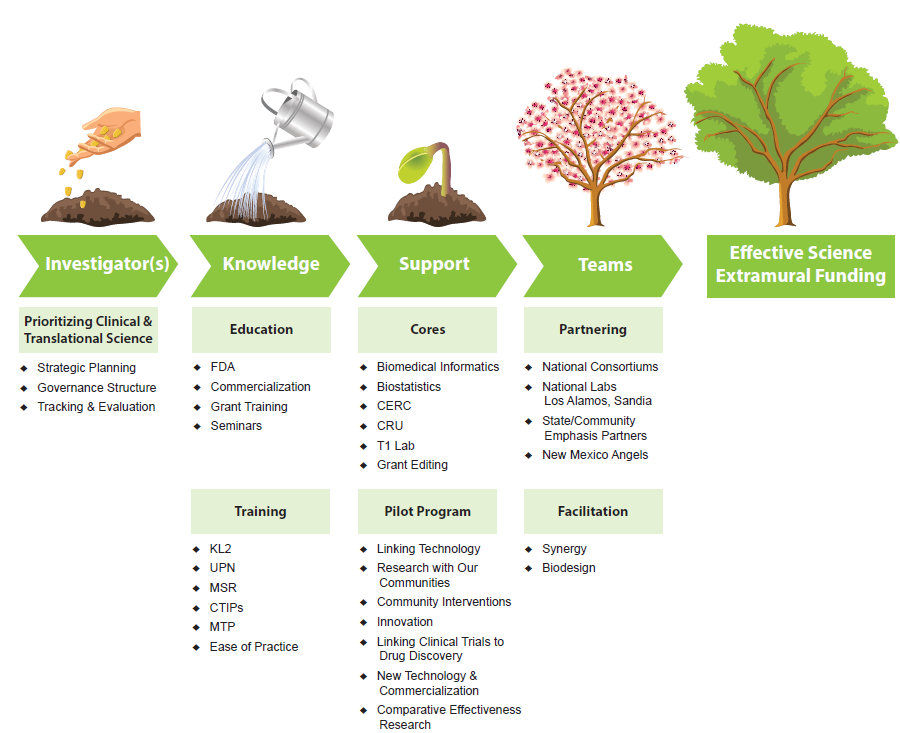 Investigator(s)
Knowledge
Support
Teams
Effective Science
Extramural Funding
Prioritizing Clinical &
Translational Science
◆ Strategic Planning
◆ Governance Structure
◆ Tracking & Evaluation
Education
◆ FDA
◆ Commercialization
◆ Grant Training
◆ Seminars
Training
◆ KL2
◆ UPN
◆ MSR
◆ CTIPs
◆ MTP
◆ Ease of Practice
Cores
◆ Biomedical Informatics
◆ Biostatistics
◆ CERC
◆ CRU
◆ T1 Lab
◆ Grant Editing
Pilot Program
◆ Linking Technology
◆ Research with Our
Communities
◆ Community Interventions
◆ Innovation
◆ Linking Clinical Trials to
Drug Discovery
◆ New Technology &
Commercialization
◆ Comparative Effectiveness
Research
Partnering
◆ National Consortiums
◆ National Labs
Los Alamos, Sandia
◆ State/Community
Emphasis Partners
◆ New Mexico Angels
Facilitation
◆ Synergy
◆ Biodesign